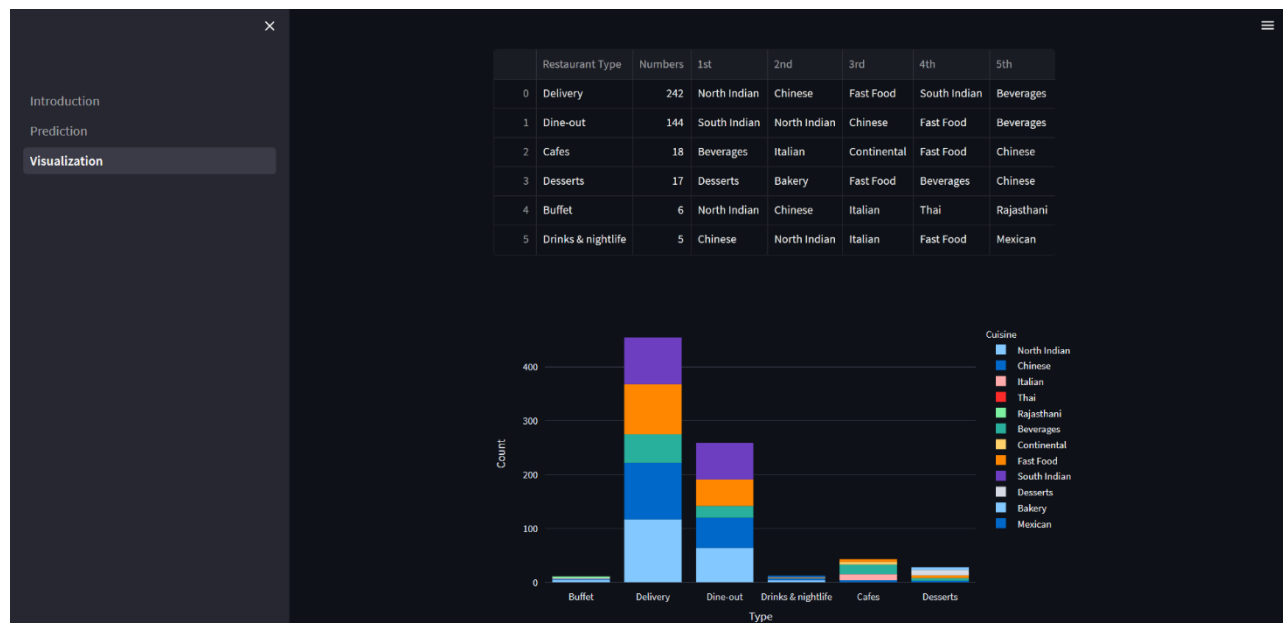 Introduction
Prediction
Visualization
Restaurant Type Numbers 1st 2nd 3rd 4th 5th
0 Delivery 242 North Indian Chinese Fast Food South Indian Beverages
1 Dine-out 144 South Indian North Indian Chinese Fast Food Beverages
2 Cafes 18 Beverages Italian Continental Fast Food Chinese
3 Desserts 17 Desserts Bakery Fast Food Beverages Chinese
4 Buffet 6 North Indian Chinese Italian Thai Rajasthani
5 Drinks & nightlife 5 Chinese North Indian Italian Fast Food Mexican
Count
400
300
200
100
0
Buffet Delivery Dine-out Drinks & nightlife Cafes Desserts
Type
Cuisine
North Indian
Chinese
Italian
Thai
Rajasthani
Beverages
Continental
Fast Food
South Indian
Desserts
Bakery
Mexican